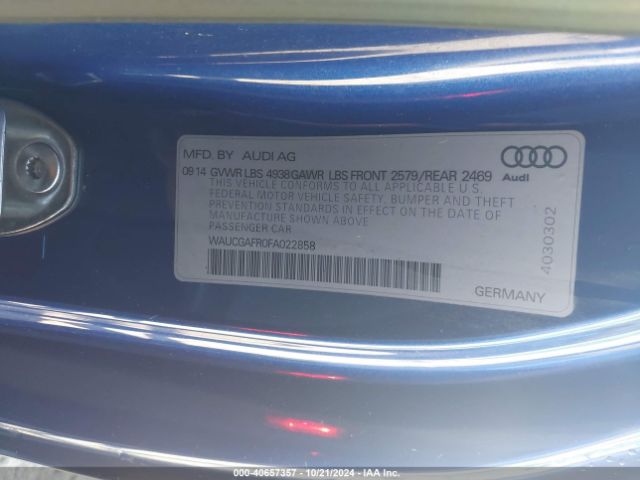 MFD. BY AUDI AG
09 14 GVWR LBS 4938 GAWR LBS FRONT 2579/REAR 2469
THIS VEHICLE CONFORMS TO ALL APPLICABLE U.S.
FEDERAL MOTOR VEHICLE SAFETY, BUMPER AND THEFT
STANDARDS IN EFFECT ON THE DATE OF
MANUFACTURE SHOWN ABOVE
PASSENGER CAR
WAUCGAFR0FA022858
Audi
4030302
GERMANY
000-40657357 - 10/21/2024 - IAA Inc.